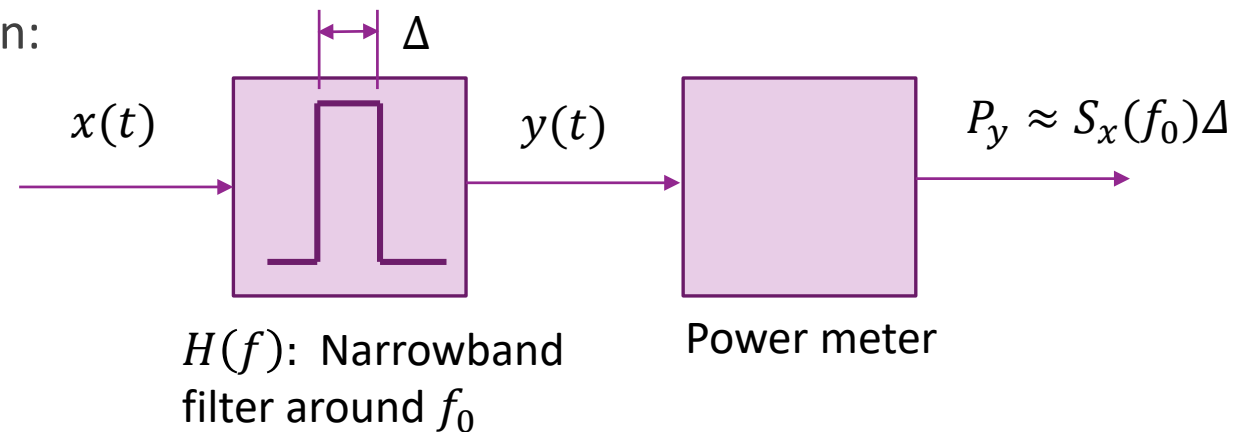 n:
Δ
x(t)
y(t)
P_y ≈ S_x(f_0)Δ
H(f): Narrowband
filter around f_0
Power meter